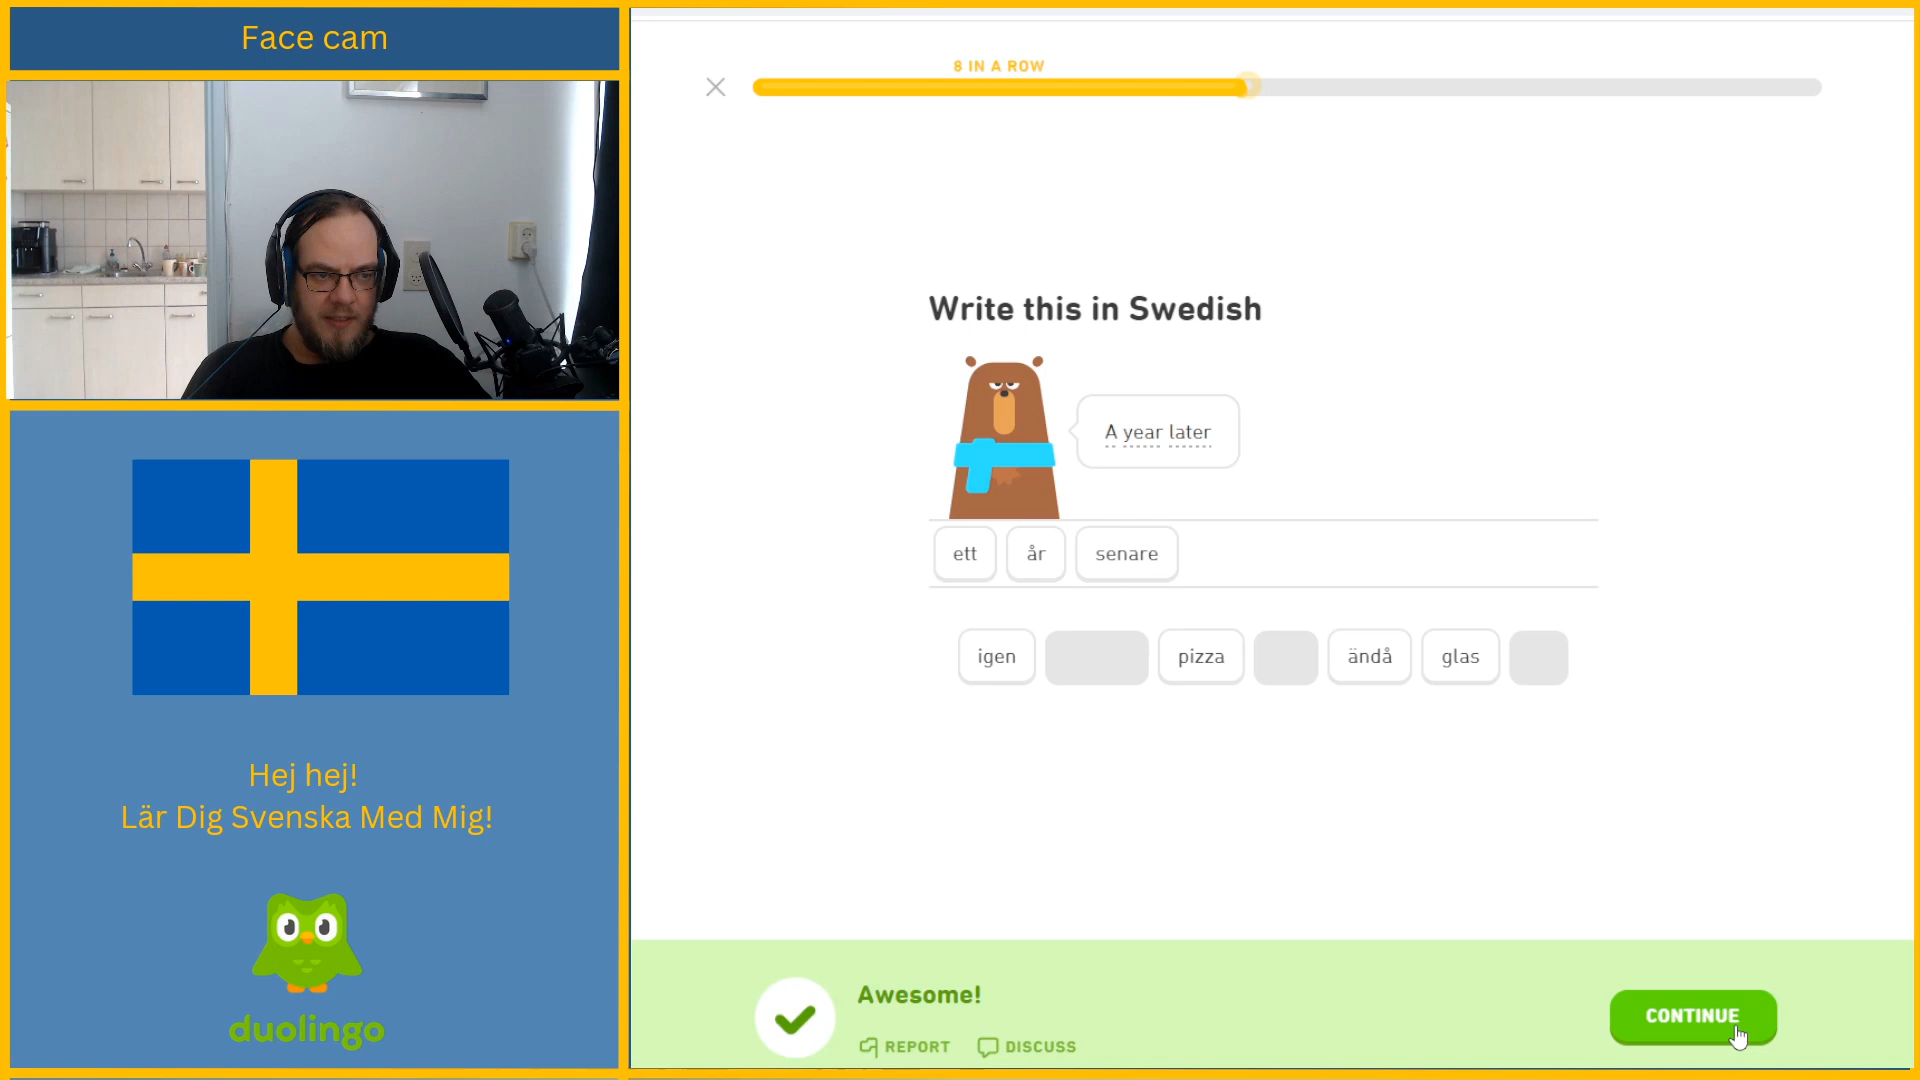 Face cam
Hej hej!
Lär Dig Svenska Med Mig!
duolingo
8 IN A ROW
Write this in Swedish
A year later
ett år senare
igen pizza ändå glas
Awesome!
REPORT DISCUSS
CONTINUE